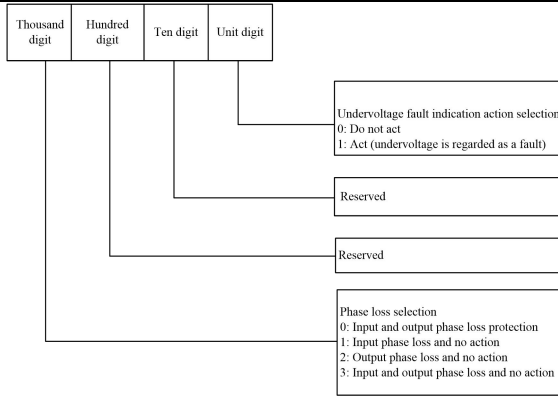 Thousand digit
Hundred digit
Ten digit
Unit digit
Undervoltage fault indication action selection
0: Do not act
1: Act (undervoltage is regarded as a fault)
Reserved
Reserved
Phase loss selection
0: Input and output phase loss protection
1: Input phase loss and no action
2: Output phase loss and no action
3: Input and output phase loss and no action